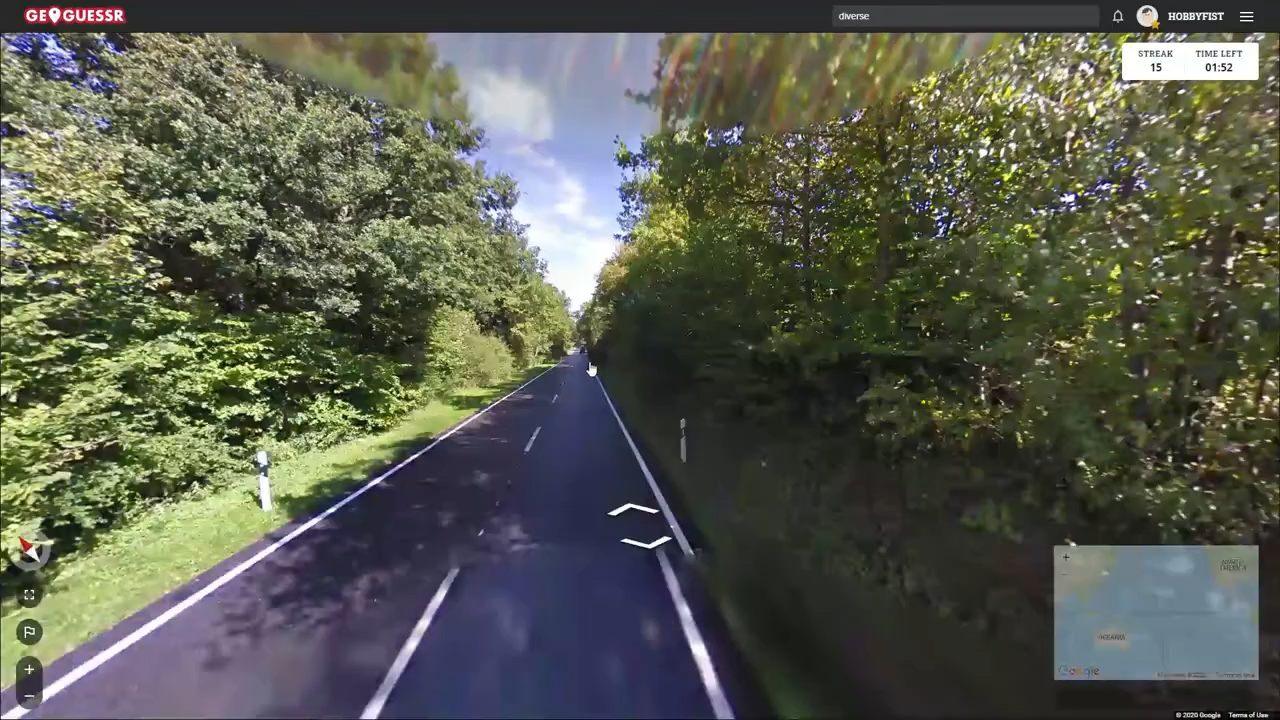 GEOGUESSR
diverse
HOBBYFIST
STREAK
TIME LEFT
15
01:52
OCEANIA
Google
© 2020 Google
Terms of Use